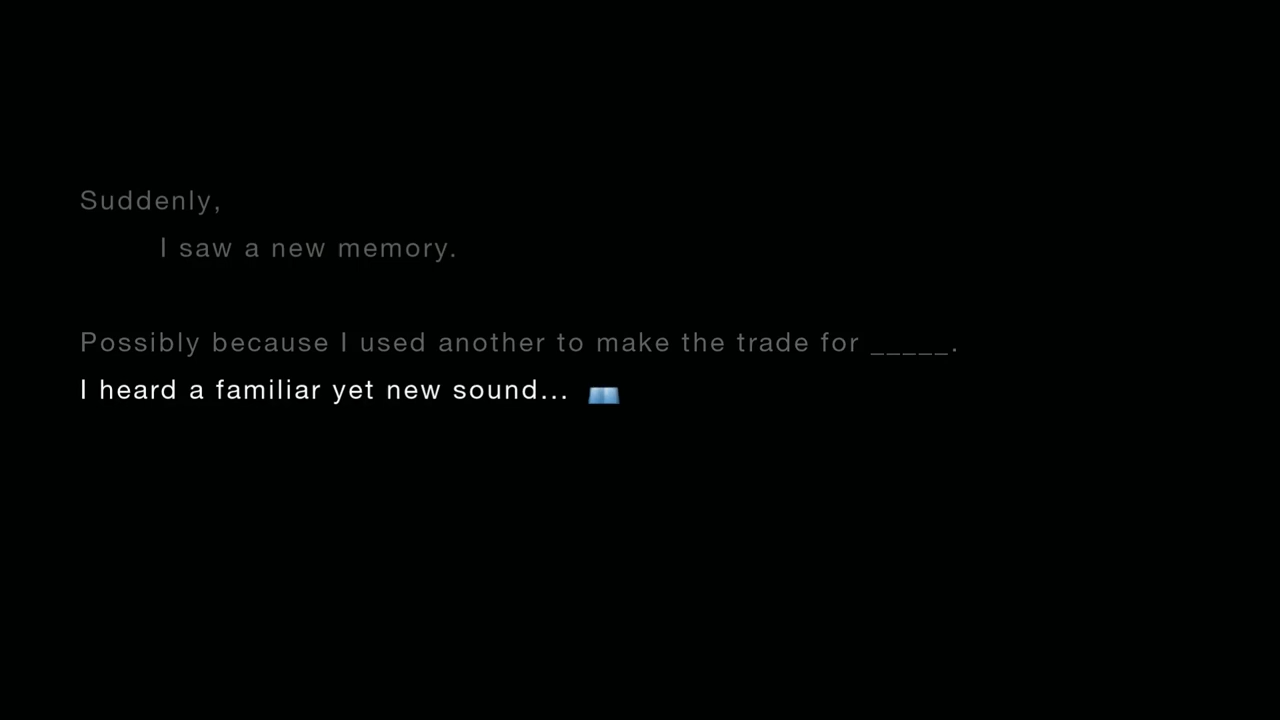 Suddenly,
I saw a new memory.
Possibly because I used another to make the trade for _____.
I heard a familiar yet new sound...